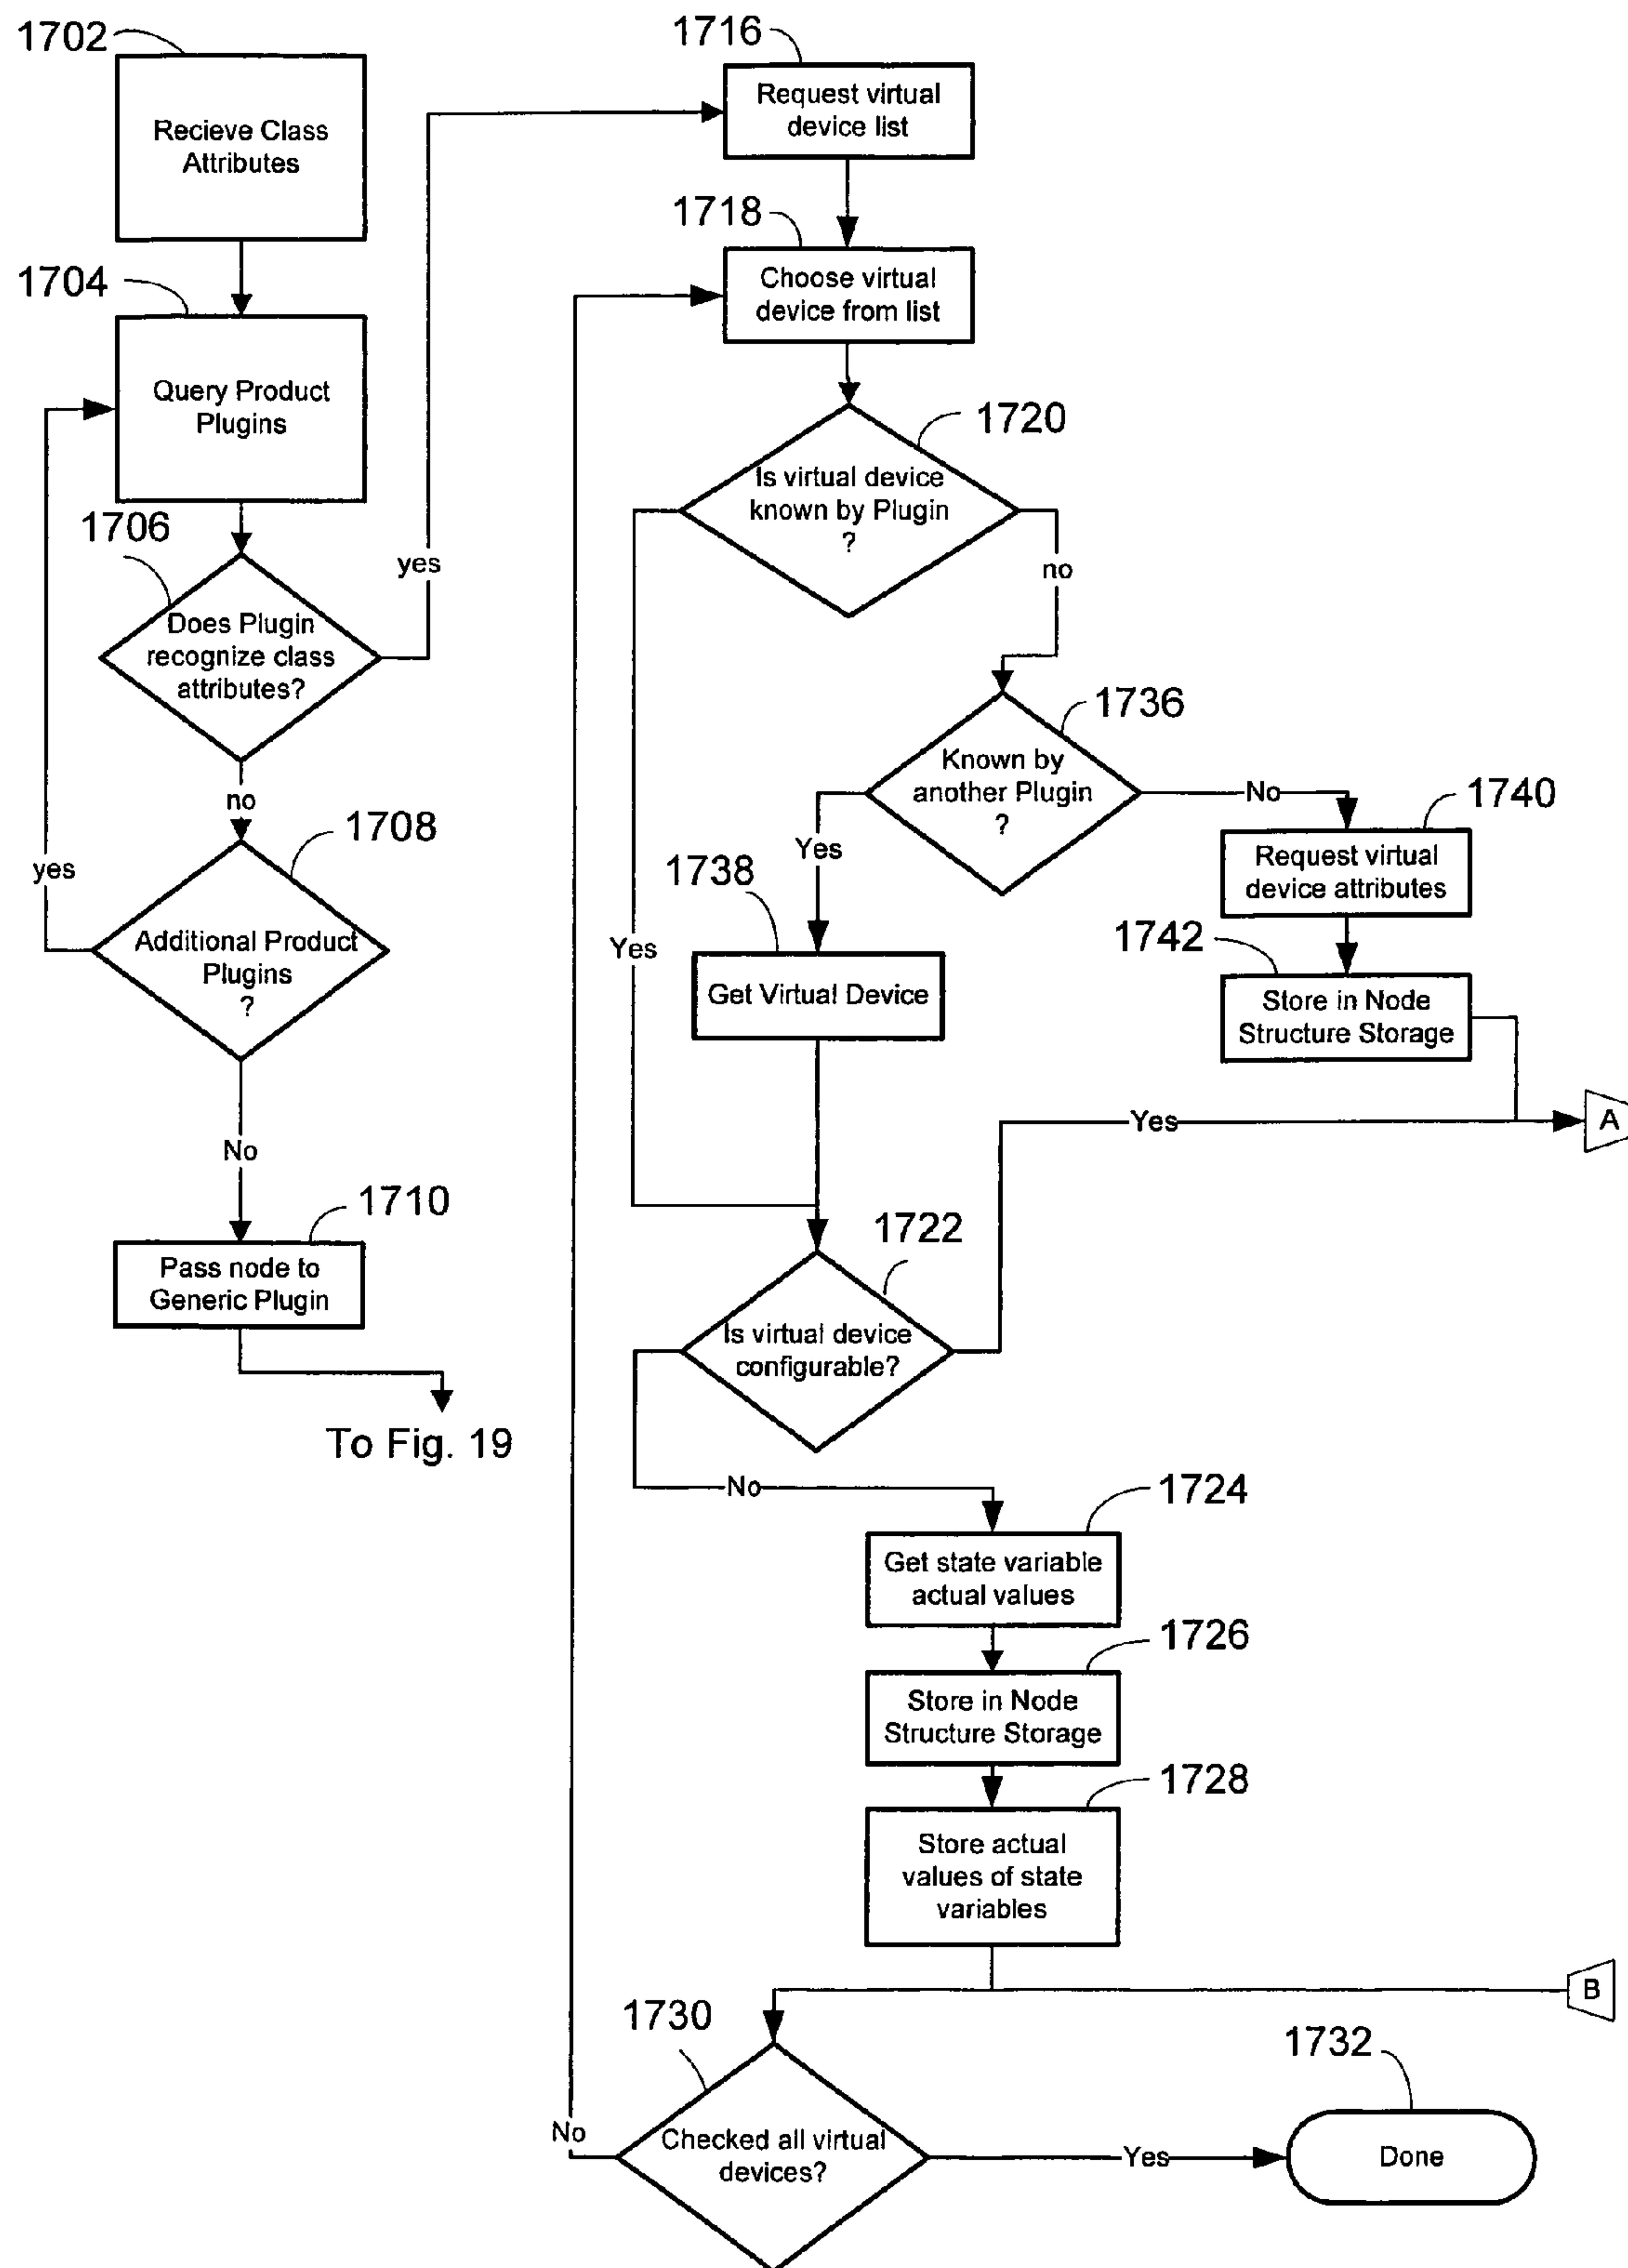 1702
Recieve Class
Attributes
1704
Query Product
Plugins
1706
Does Plugin
recognize class
attributes?
yes
no
1708
Additional Product
Plugins
?
yes
No
1710
Pass node to
Generic Plugin
To Fig. 19
1716
Request virtual
device list
1718
Choose virtual
device from list
1720
Is virtual device
known by Plugin
?
no
Yes
1736
Known by
another Plugin
?
Yes
No
1738
Get Virtual Device
1740
Request virtual
device attributes
1742
Store in Node
Structure Storage
Yes
A
1722
Is virtual device
configurable?
No
1724
Get state variable
actual values
1726
Store in Node
Structure Storage
1728
Store actual
values of state
variables
B
1730
Checked all virtual
devices?
No
Yes
1732
Done